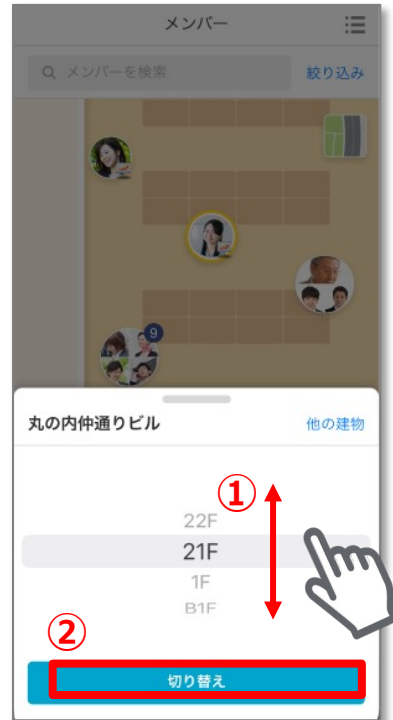 メンバー
メンバーを検索
絞り込み
9
丸の内仲通りビル
他の建物
①
22F
21F
1F
B1F
②
切り替え